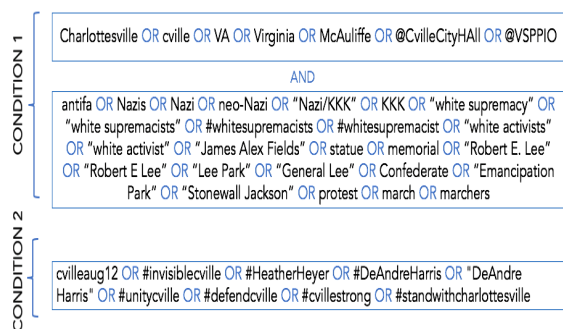 CONDITION 1
Charlottesville OR cville OR VA OR Virginia OR McAuliffe OR @CvilleCityHAll OR @VSPPIO
AND
antifa OR Nazis OR Nazi OR neo-Nazi OR “Nazi/KKK” OR KKK OR “white supremacy” OR
“white supremacists” OR #whitesupremacists OR #whitesupremacist OR “white activists”
OR “white activist” OR “James Alex Fields” OR statue OR memorial OR “Robert E. Lee”
OR “Robert E Lee” OR “Lee Park” OR “General Lee” OR Confederate OR “Emancipation
Park” OR “Stonewall Jackson” OR protest OR march OR marchers
CONDITION 2
cvilleaug12 OR #invisiblecville OR #HeatherHeyer OR #DeAndreHarris OR "DeAndre
Harris" OR #unitycville OR #defendcville OR #cvillestrong OR #standwithcharlottesville